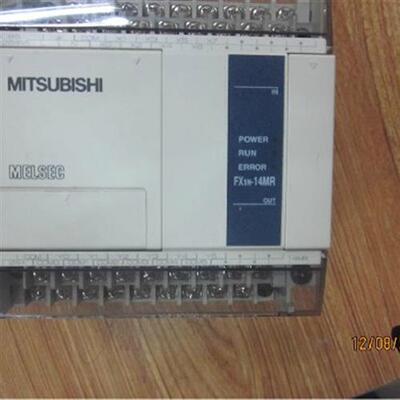 MITSUBISHI
IN
POWER
RUN
ERROR
MELSEC
FX1N-14MR
OUT
12/08/